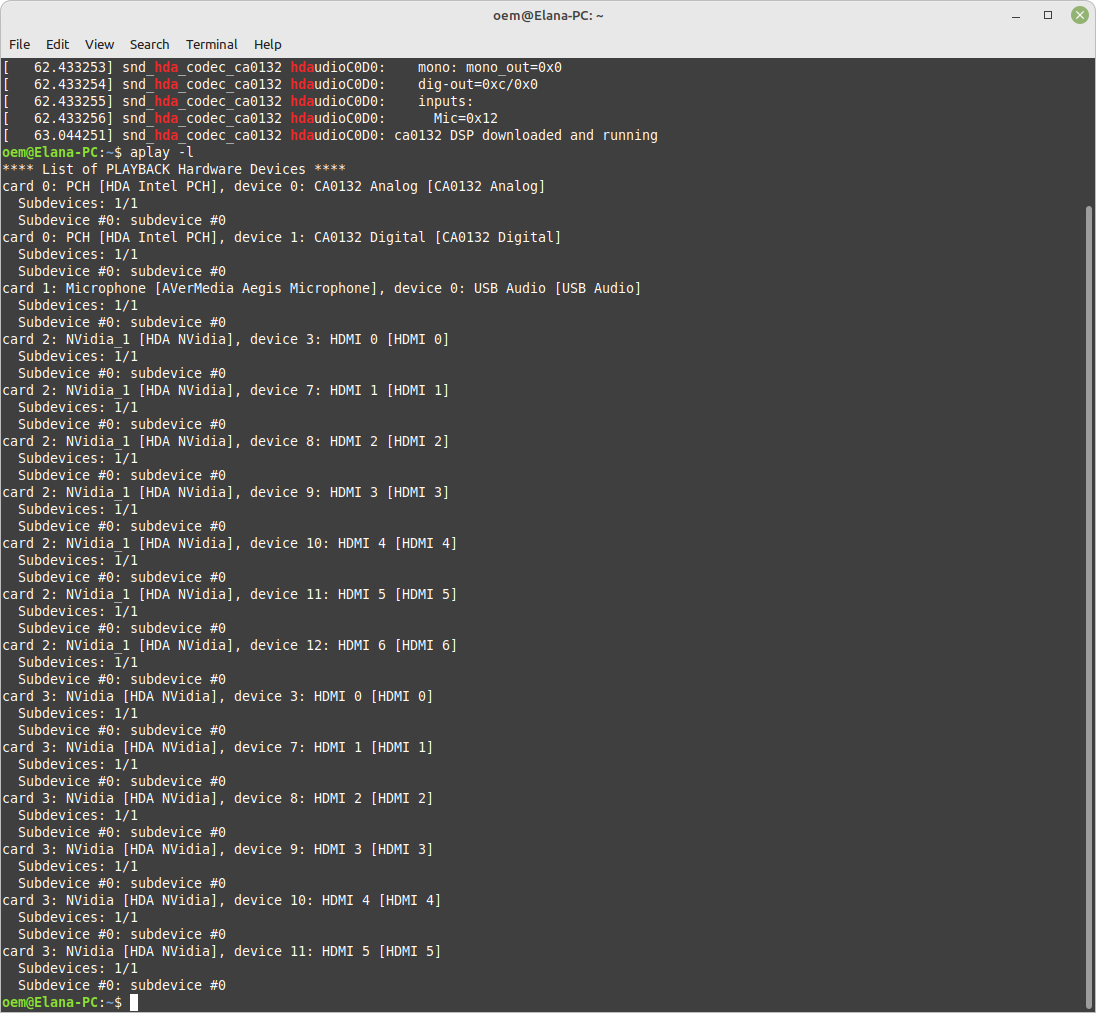 oem@Elana-PC: ~
File Edit View Search Terminal Help
[   62.433253] snd_hda_codec_ca0132 hdaudioC0D0:    mono: mono_out=0x0
[   62.433254] snd_hda_codec_ca0132 hdaudioC0D0:    dig-out=0xc/0x0
[   62.433255] snd_hda_codec_ca0132 hdaudioC0D0:    inputs:
[   62.433256] snd_hda_codec_ca0132 hdaudioC0D0:      Mic=0x12
[   63.044251] snd_hda_codec_ca0132 hdaudioC0D0: ca0132 DSP downloaded and running
oem@Elana-PC:~$ aplay -l
**** List of PLAYBACK Hardware Devices ****
card 0: PCH [HDA Intel PCH], device 0: CA0132 Analog [CA0132 Analog]
  Subdevices: 1/1
  Subdevice #0: subdevice #0
card 0: PCH [HDA Intel PCH], device 1: CA0132 Digital [CA0132 Digital]
  Subdevices: 1/1
  Subdevice #0: subdevice #0
card 1: Microphone [AVerMedia Aegis Microphone], device 0: USB Audio [USB Audio]
  Subdevices: 1/1
  Subdevice #0: subdevice #0
card 2: NVidia_1 [HDA NVidia], device 3: HDMI 0 [HDMI 0]
  Subdevices: 1/1
  Subdevice #0: subdevice #0
card 2: NVidia_1 [HDA NVidia], device 7: HDMI 1 [HDMI 1]
  Subdevices: 1/1
  Subdevice #0: subdevice #0
card 2: NVidia_1 [HDA NVidia], device 8: HDMI 2 [HDMI 2]
  Subdevices: 1/1
  Subdevice #0: subdevice #0
card 2: NVidia_1 [HDA NVidia], device 9: HDMI 3 [HDMI 3]
  Subdevices: 1/1
  Subdevice #0: subdevice #0
card 2: NVidia_1 [HDA NVidia], device 10: HDMI 4 [HDMI 4]
  Subdevices: 1/1
  Subdevice #0: subdevice #0
card 2: NVidia_1 [HDA NVidia], device 11: HDMI 5 [HDMI 5]
  Subdevices: 1/1
  Subdevice #0: subdevice #0
card 2: NVidia_1 [HDA NVidia], device 12: HDMI 6 [HDMI 6]
  Subdevices: 1/1
  Subdevice #0: subdevice #0
card 3: NVidia [HDA NVidia], device 3: HDMI 0 [HDMI 0]
  Subdevices: 1/1
  Subdevice #0: subdevice #0
card 3: NVidia [HDA NVidia], device 7: HDMI 1 [HDMI 1]
  Subdevices: 1/1
  Subdevice #0: subdevice #0
card 3: NVidia [HDA NVidia], device 8: HDMI 2 [HDMI 2]
  Subdevices: 1/1
  Subdevice #0: subdevice #0
card 3: NVidia [HDA NVidia], device 9: HDMI 3 [HDMI 3]
  Subdevices: 1/1
  Subdevice #0: subdevice #0
card 3: NVidia [HDA NVidia], device 10: HDMI 4 [HDMI 4]
  Subdevices: 1/1
  Subdevice #0: subdevice #0
card 3: NVidia [HDA NVidia], device 11: HDMI 5 [HDMI 5]
  Subdevices: 1/1
  Subdevice #0: subdevice #0
oem@Elana-PC:~$